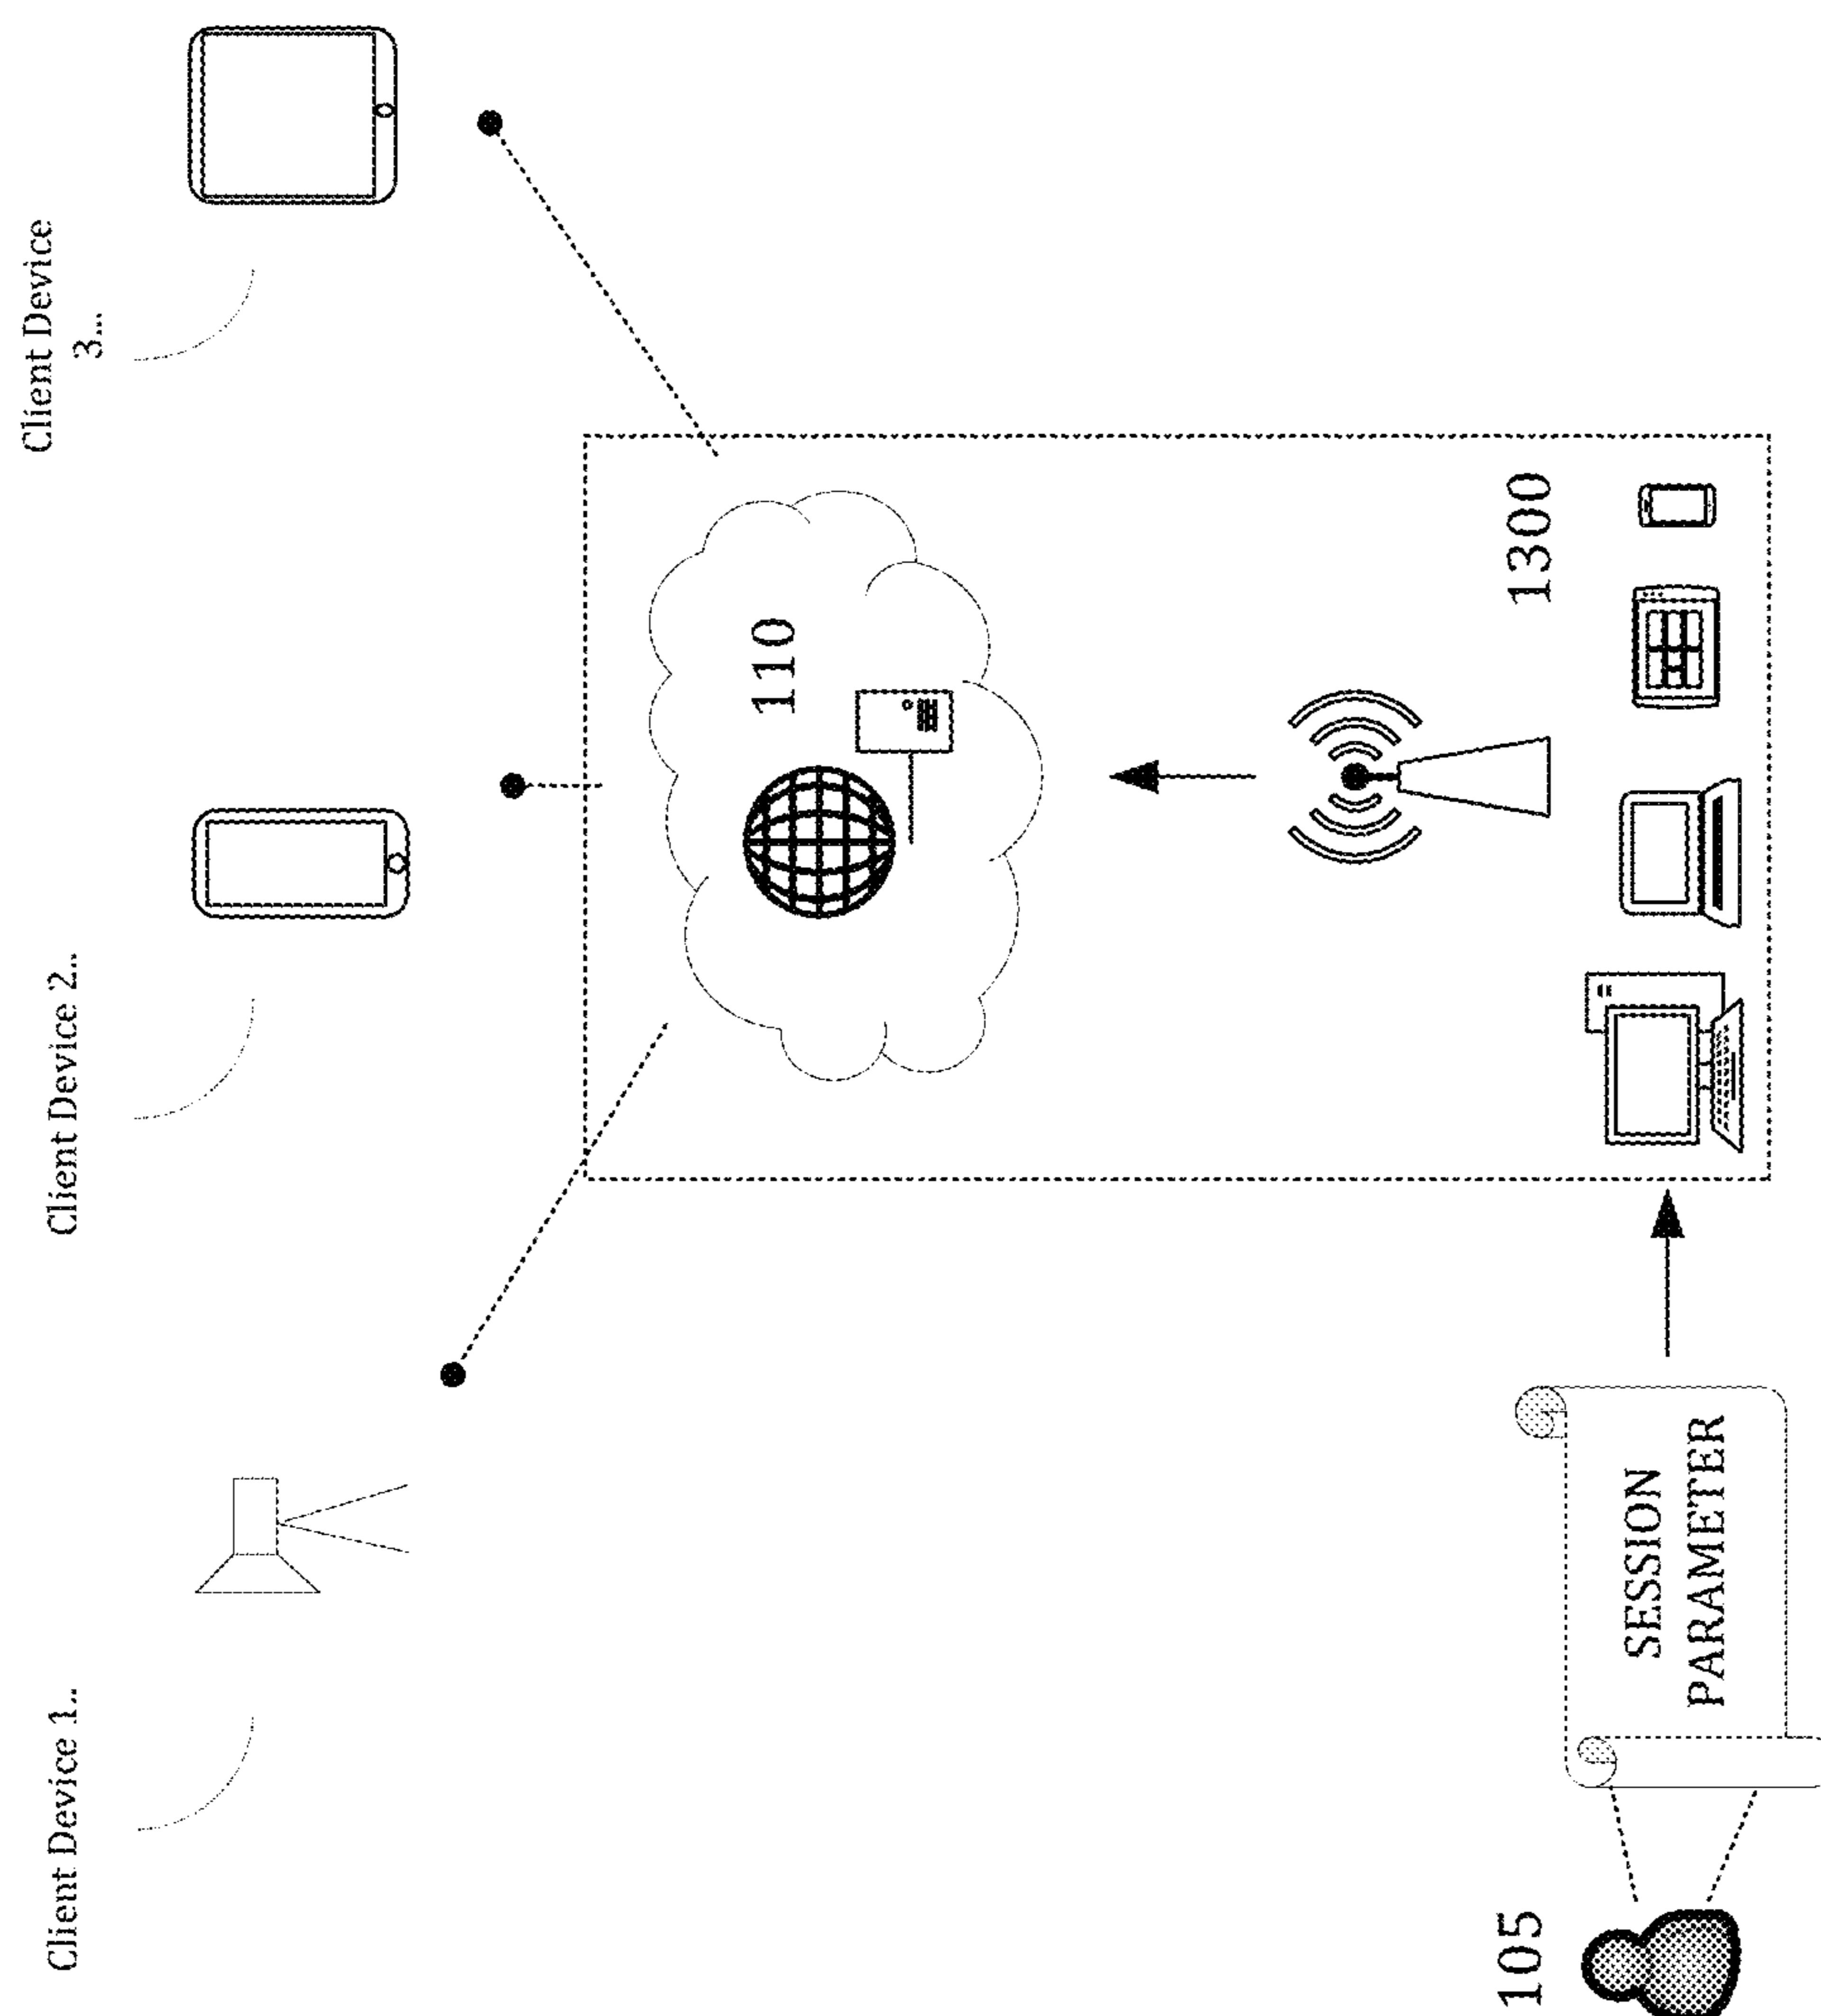 Client Device 1..
Client Device 2..
Client Device
3...
110
1300
105
SESSION
PARAMETER